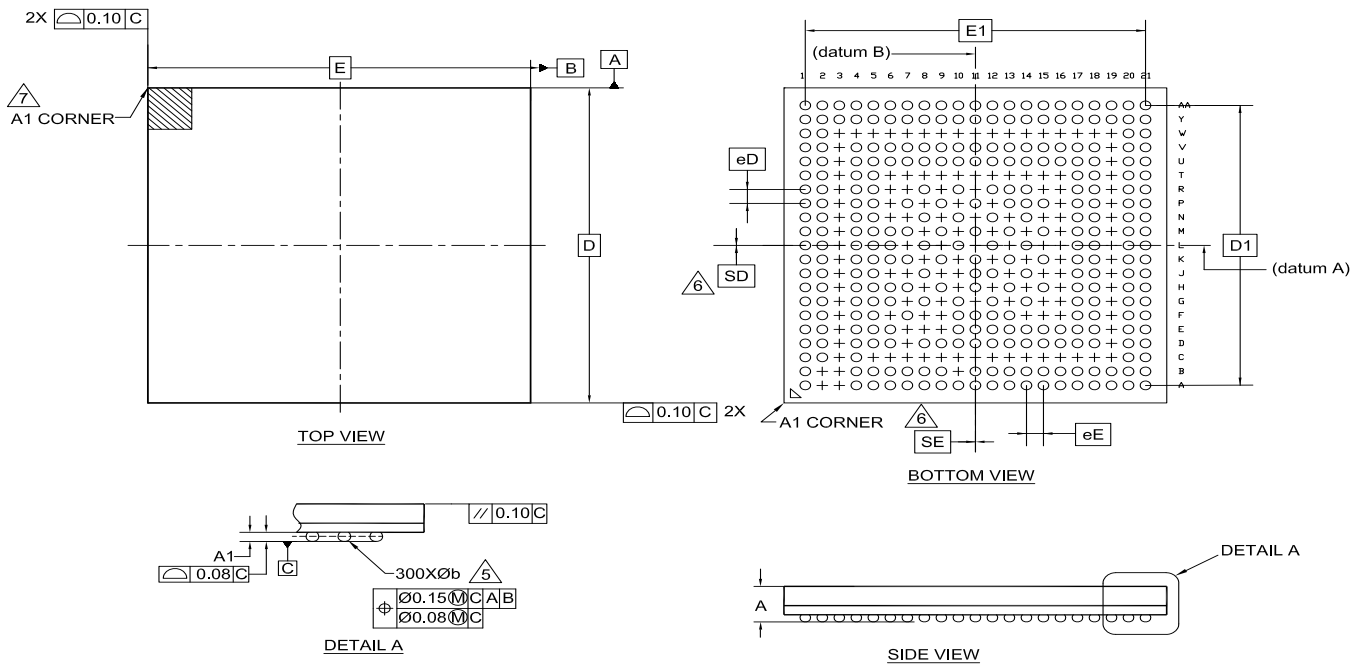 2X ⌓ 0.10 C
E
B
A
7
A1 CORNER
D
⌓ 0.10 C 2X
TOP VIEW
E1
(datum B)
1 2 3 4 5 6 7 8 9 10 11 12 13 14 15 16 17 18 19 20 21
AA
Y
W
V
U
T
R
P
N
M
L
K
J
H
G
F
E
D
C
B
A
eD
6
SD
D1
(datum A)
A1 CORNER
6
SE
eE
BOTTOM VIEW
// 0.10 C
A1
⌓ 0.08 C
C
300XØb 5
⌖ Ø0.15 Ⓜ C A B
Ø0.08 Ⓜ C
DETAIL A
DETAIL A
A
SIDE VIEW